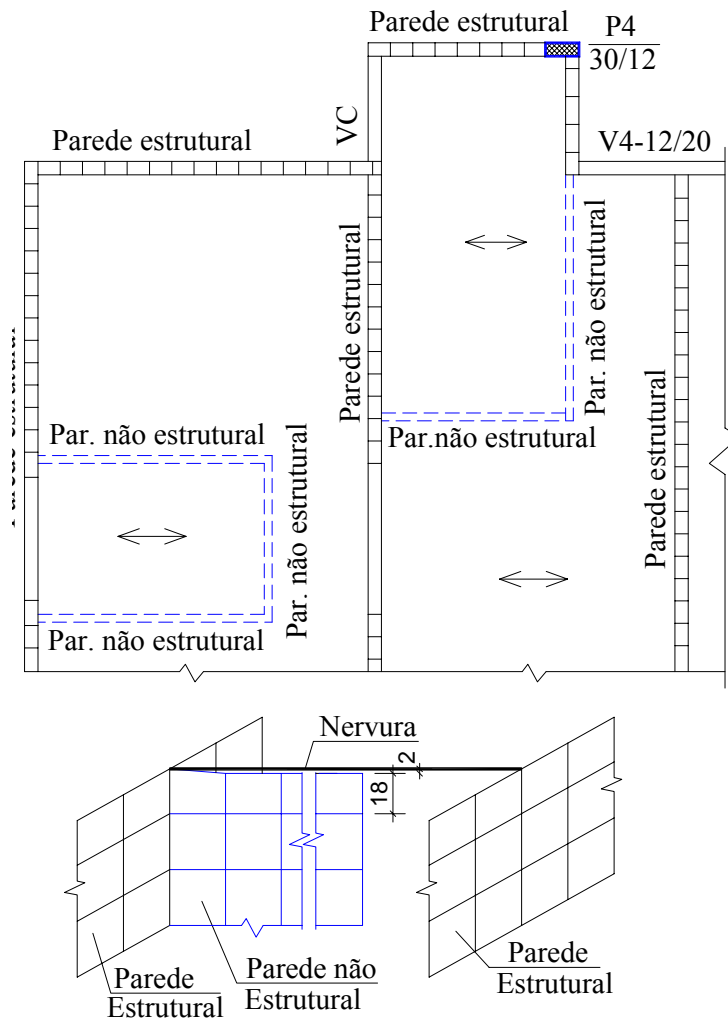 Parede estrutural
P4
30/12
Parede estrutural
VC
V4-12/20
Parede estrutural
Par. não estrutural
Par. não estrutural
Par.não estrutural
Par. não estrutural
Parede estrutural
Par. não estrutural
Nervura
2
18
Parede
Estrutural
Parede não
Estrutural
Parede
Estrutural